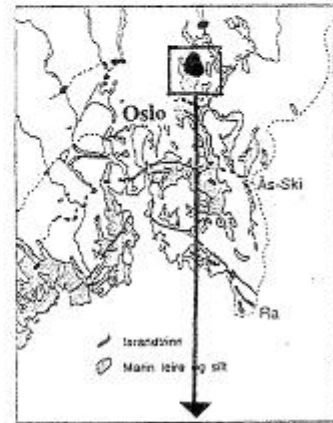 Oslo
Ås-Ski
Ra
Israndtrinn
Marin leire og silt